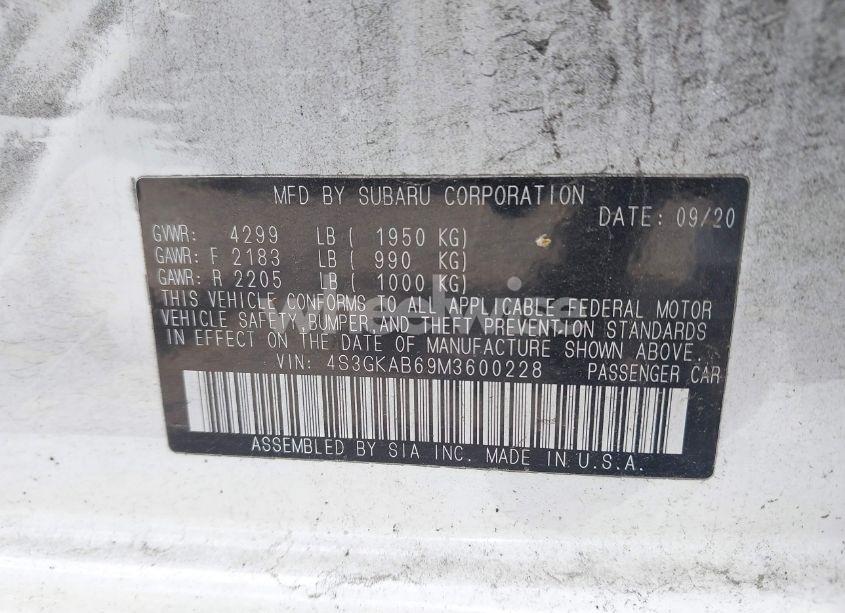 MFD BY SUBARU CORPORATION
DATE: 09/20
GVWR: 4299 LB ( 1950 KG)
GAWR: F 2183 LB ( 990 KG)
GAWR: R 2205 LB ( 1000 KG)
THIS VEHICLE CONFORMS TO ALL APPLICABLE FEDERAL MOTOR
VEHICLE SAFETY,BUMPER AND THEFT PREVENTION STANDARDS
IN EFFECT ON THE DATE OF MANUFACTURE SHOWN ABOVE.
VIN: 4S3GKAB69M3600228 PASSENGER CAR
ASSEMBLED BY SIA INC. MADE IN U.S.A.
wheelwise